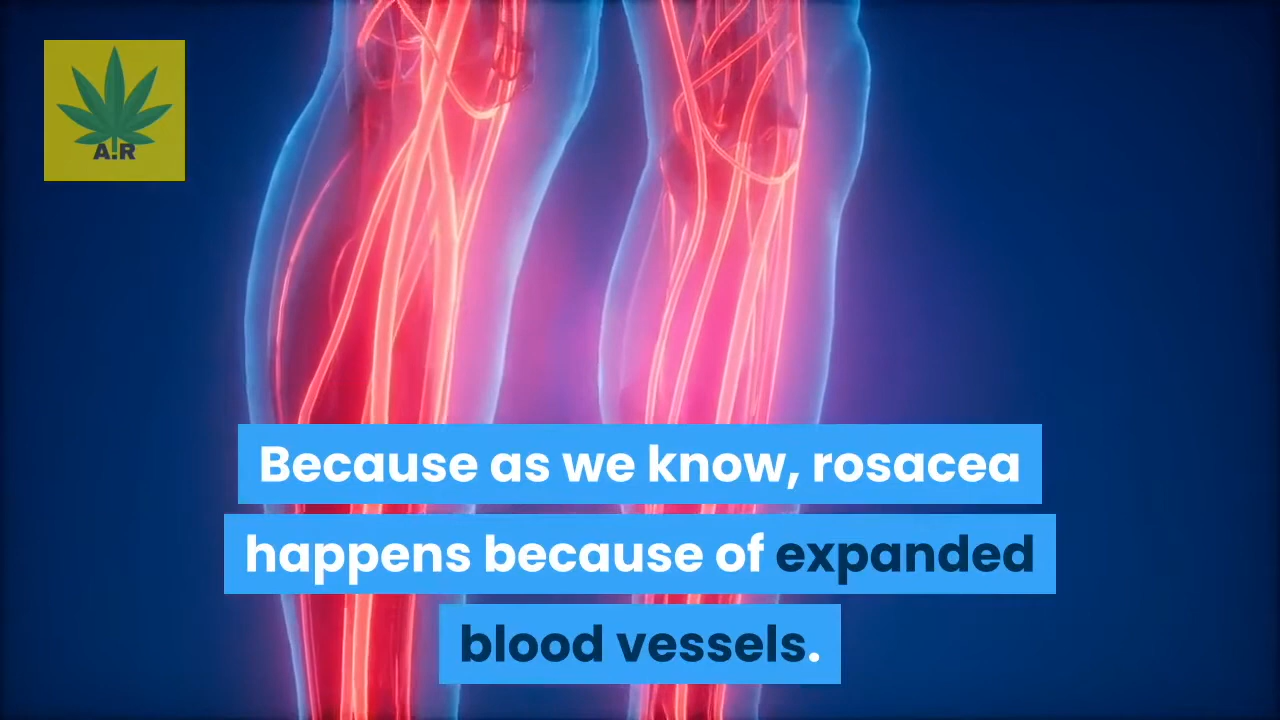 A!R
Because as we know, rosacea
happens because of expanded
blood vessels.